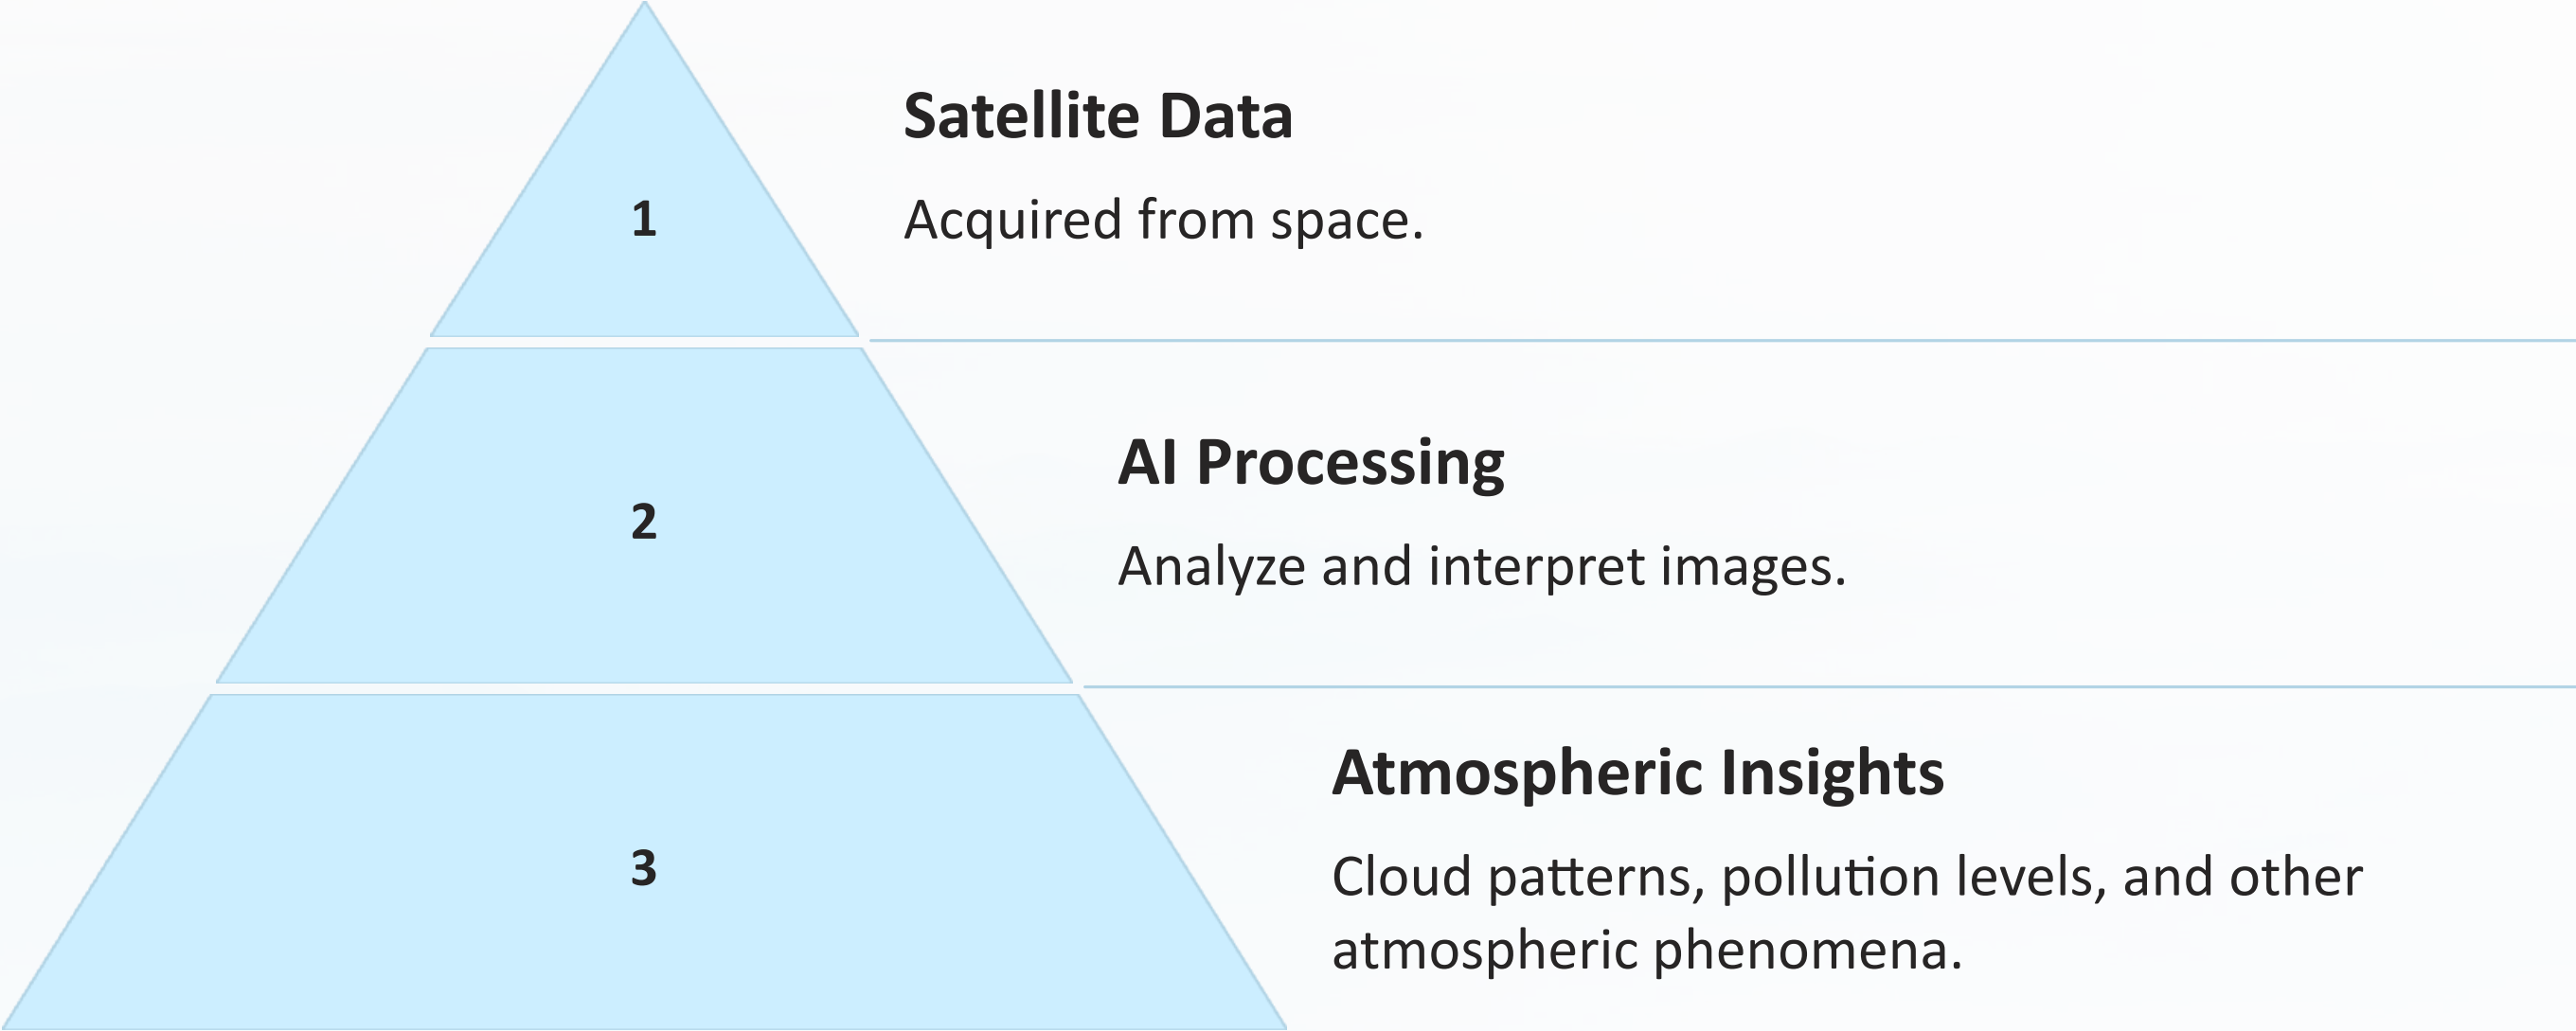 1
Satellite Data
Acquired from space.
2
AI Processing
Analyze and interpret images.
3
Atmospheric Insights
Cloud patterns, pollution levels, and other
atmospheric phenomena.